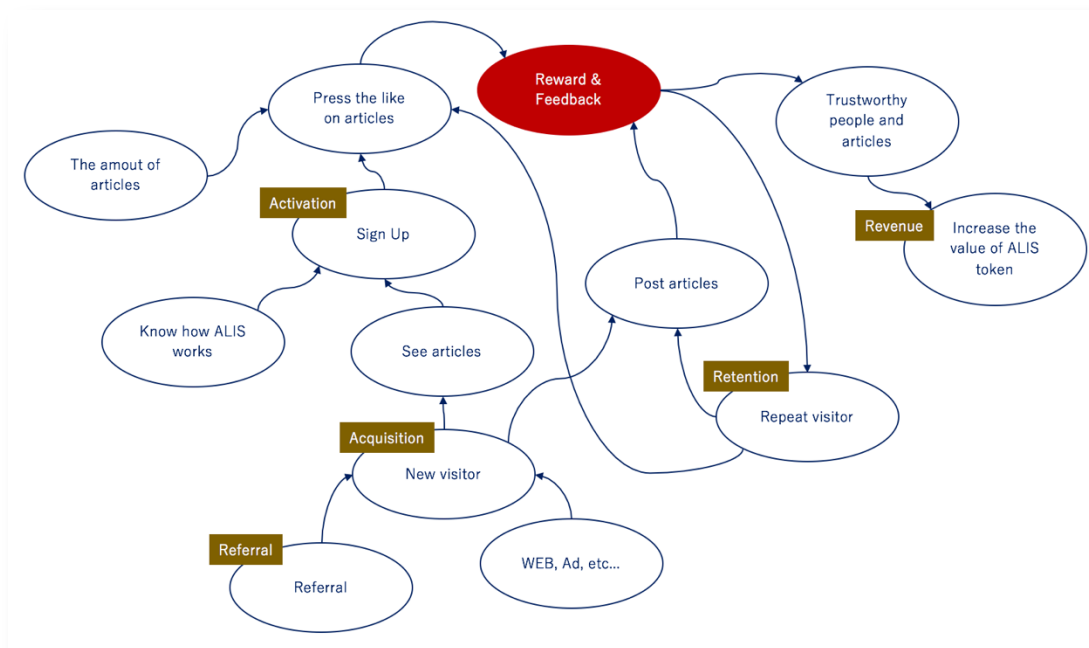 Reward &
Feedback
Press the like
on articles
Trustworthy
people and
articles
The amout of
articles
Activation
Sign Up
Revenue
Increase the
value of ALIS
token
Post articles
Know how ALIS
works
See articles
Retention
Repeat visitor
Acquisition
New visitor
Referral
Referral
WEB, Ad, etc...